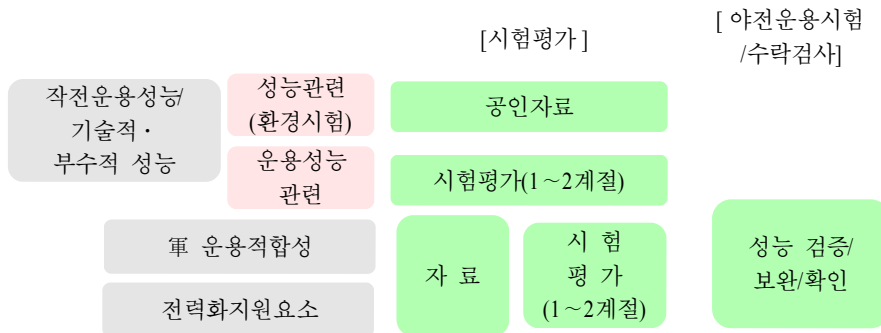 [시험평가 ]
[ 야전운용시험
/수락검사]
작전운용성능/
기술적·
부수적 성능
성능관련
(환경시험)
공인자료
운용성능
관련
시험평가(1～2계절)
軍 운용적합성
전력화지원요소
자 료
시 험
평 가
(1～2계절)
성능 검증/
보완/확인